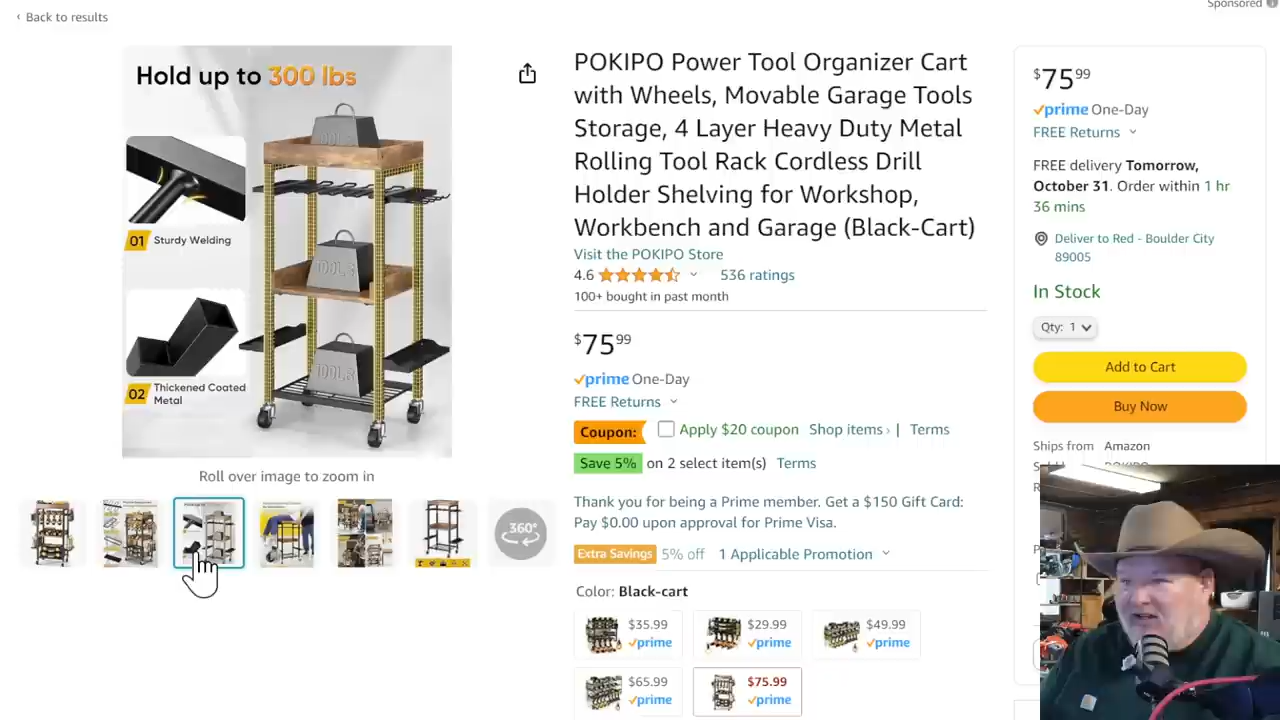 ‹ Back to results
Sponsored
Hold up to 300 lbs
TOOLS
TOOLS
TOOLS
01 Sturdy Welding
02 Thickened Coated
Metal
Roll over image to zoom in
360°
POKIPO Power Tool Organizer Cart
with Wheels, Movable Garage Tools
Storage, 4 Layer Heavy Duty Metal
Rolling Tool Rack Cordless Drill
Holder Shelving for Workshop,
Workbench and Garage (Black-Cart)
Visit the POKIPO Store
4.6 536 ratings
100+ bought in past month
$75.99
prime One-Day
FREE Returns
Coupon: Apply $20 coupon Shop items › | Terms
Save 5% on 2 select item(s) Terms
Thank you for being a Prime member. Get a $150 Gift Card:
Pay $0.00 upon approval for Prime Visa.
Extra Savings 5% off 1 Applicable Promotion
Color: Black-cart
$35.99 prime
$29.99 prime
$49.99 prime
$65.99 prime
$75.99 prime
$75.99
prime One-Day
FREE Returns
FREE delivery Tomorrow,
October 31. Order within 1 hr
36 mins
Deliver to Red - Boulder City
89005
In Stock
Qty: 1
Add to Cart
Buy Now
Ships from Amazon